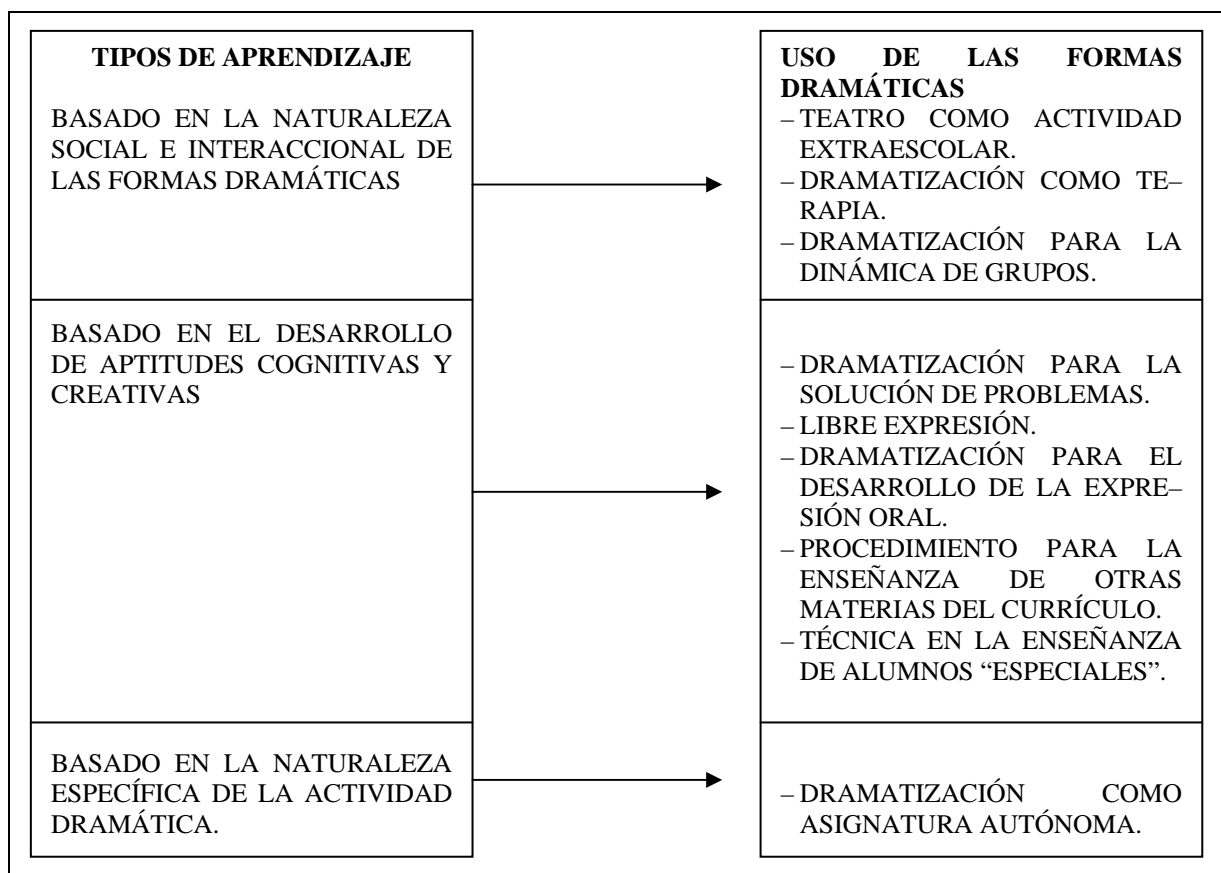 TIPOS DE APRENDIZAJE
BASADO EN LA NATURALEZA
SOCIAL E INTERACCIONAL DE
LAS FORMAS DRAMÁTICAS
USO DE LAS FORMAS
DRAMÁTICAS
– TEATRO COMO ACTIVIDAD
EXTRAESCOLAR.
– DRAMATIZACIÓN COMO TE–
RAPIA.
– DRAMATIZACIÓN PARA LA
DINÁMICA DE GRUPOS.
BASADO EN EL DESARROLLO
DE APTITUDES COGNITIVAS Y
CREATIVAS
– DRAMATIZACIÓN PARA LA
SOLUCIÓN DE PROBLEMAS.
– LIBRE EXPRESIÓN.
– DRAMATIZACIÓN PARA EL
DESARROLLO DE LA EXPRE–
SIÓN ORAL.
– PROCEDIMIENTO PARA LA
ENSEÑANZA DE OTRAS
MATERIAS DEL CURRÍCULO.
– TÉCNICA EN LA ENSEÑANZA
DE ALUMNOS “ESPECIALES”.
BASADO EN LA NATURALEZA
ESPECÍFICA DE LA ACTIVIDAD
DRAMÁTICA.
– DRAMATIZACIÓN COMO
ASIGNATURA AUTÓNOMA.